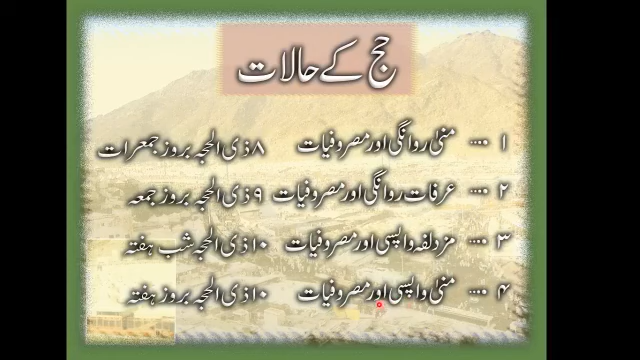 حج کے حالات
۱ .... منیٰ روانگی اور مصروفیات ۸ ذی الحجہ بروز جمعرات
۲ .... عرفات روانگی اور مصروفیات ۹ ذی الحجہ بروز جمعہ
۳ .... مزدلفہ واپسی اور مصروفیات ۱۰ ذی الحجہ شب ہفتہ
۴ .... منیٰ واپسی اور مصروفیات ۱۰ ذی الحجہ بروز ہفتہ